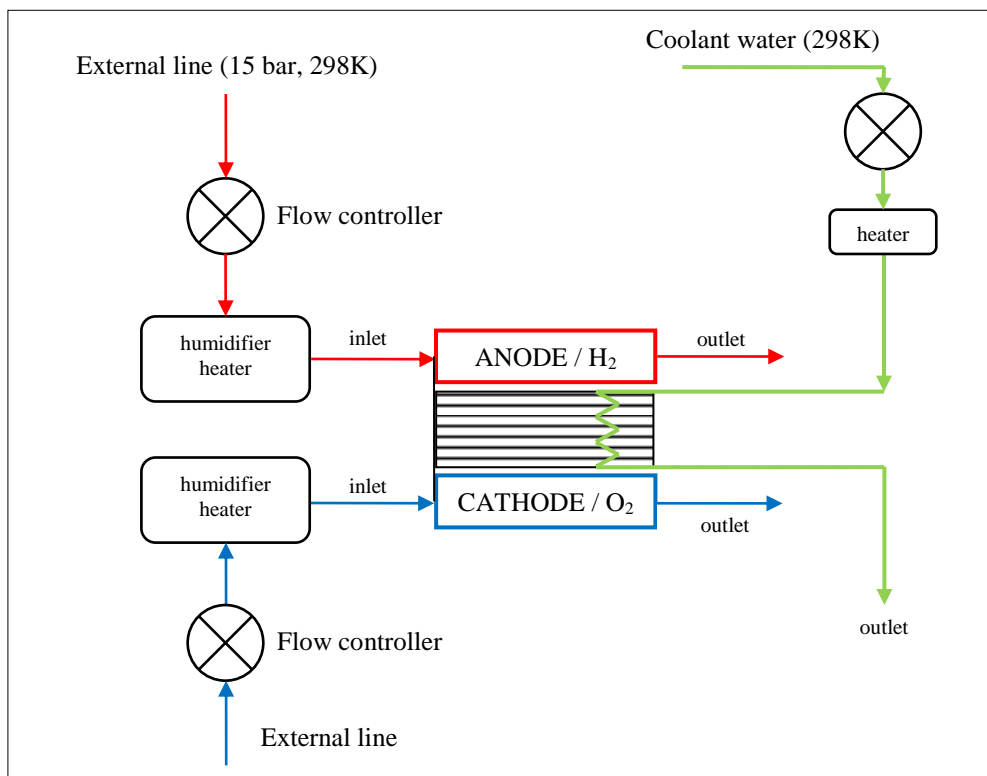 Coolant water (298K)
External line (15 bar, 298K)
Flow controller
heater
humidifier
heater
inlet
ANODE / H₂
outlet
humidifier
heater
inlet
CATHODE / O₂
outlet
Flow controller
outlet
External line